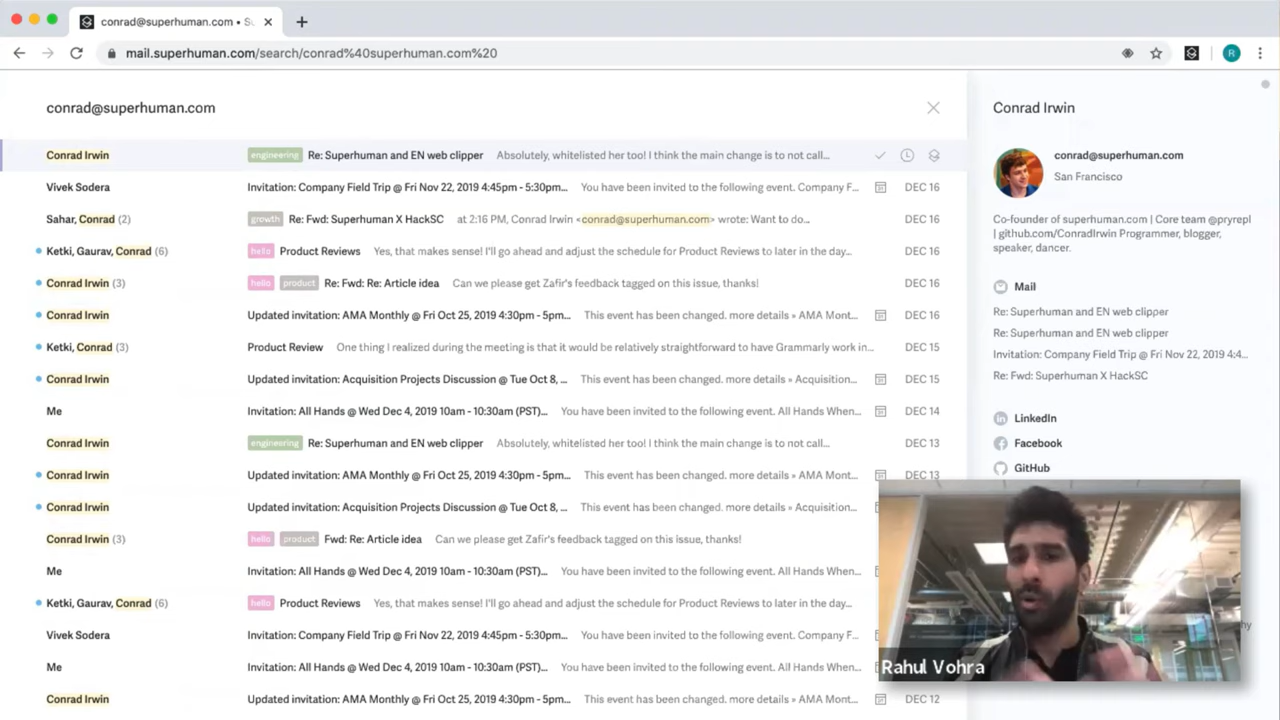 conrad@superhuman.com • Su
mail.superhuman.com/search/conrad%40superhuman.com%20
R
conrad@superhuman.com
Conrad Irwin engineering Re: Superhuman and EN web clipper Absolutely, whitelisted her too! I think the main change is to not call...
Vivek Sodera Invitation: Company Field Trip @ Fri Nov 22, 2019 4:45pm - 5:30pm... You have been invited to the following event. Company F... DEC 16
Sahar, Conrad (2) growth Re: Fwd: Superhuman X HackSC at 2:16 PM, Conrad Irwin <conrad@superhuman.com> wrote: Want to do... DEC 16
Ketki, Gaurav, Conrad (6) hello Product Reviews Yes, that makes sense! I'll go ahead and adjust the schedule for Product Reviews to later in the day... DEC 16
Conrad Irwin (3) hello product Re: Fwd: Re: Article idea Can we please get Zafir's feedback tagged on this issue, thanks! DEC 16
Conrad Irwin Updated invitation: AMA Monthly @ Fri Oct 25, 2019 4:30pm - 5pm... This event has been changed. more details » AMA Mont... DEC 16
Ketki, Conrad (3) Product Review One thing I realized during the meeting is that it would be relatively straightforward to have Grammarly work in... DEC 15
Conrad Irwin Updated invitation: Acquisition Projects Discussion @ Tue Oct 8, ... This event has been changed. more details » Acquisition... DEC 15
Me Invitation: All Hands @ Wed Dec 4, 2019 10am - 10:30am (PST)... You have been invited to the following event. All Hands When... DEC 14
Conrad Irwin engineering Re: Superhuman and EN web clipper Absolutely, whitelisted her too! I think the main change is to not call... DEC 13
Conrad Irwin Updated invitation: AMA Monthly @ Fri Oct 25, 2019 4:30pm - 5pm... This event has been changed. more details » AMA Mont... DEC 13
Conrad Irwin Updated invitation: Acquisition Projects Discussion @ Tue Oct 8, ... This event has been changed. more details » Acquisition...
Conrad Irwin (3) hello product Fwd: Re: Article idea Can we please get Zafir's feedback tagged on this issue, thanks!
Me Invitation: All Hands @ Wed Dec 4, 2019 10am - 10:30am (PST)... You have been invited to the following event. All Hands When...
Ketki, Gaurav, Conrad (6) hello Product Reviews Yes, that makes sense! I'll go ahead and adjust the schedule for Product Reviews to later in the day...
Vivek Sodera Invitation: Company Field Trip @ Fri Nov 22, 2019 4:45pm - 5:30pm... You have been invited to the following event. Company F...
Me Invitation: All Hands @ Wed Dec 4, 2019 10am - 10:30am (PST)... You have been invited to the following event. All Hands When...
Conrad Irwin Updated invitation: AMA Monthly @ Fri Oct 25, 2019 4:30pm - 5pm... This event has been changed. more details » AMA Mont... DEC 12
Conrad Irwin
conrad@superhuman.com
San Francisco
Co-founder of superhuman.com | Core team @pryrepl
| github.com/ConradIrwin Programmer, blogger,
speaker, dancer.
Mail
Re: Superhuman and EN web clipper
Re: Superhuman and EN web clipper
Invitation: Company Field Trip @ Fri Nov 22, 2019 4:4...
Re: Fwd: Superhuman X HackSC
LinkedIn
Facebook
GitHub
Rahul Vohra